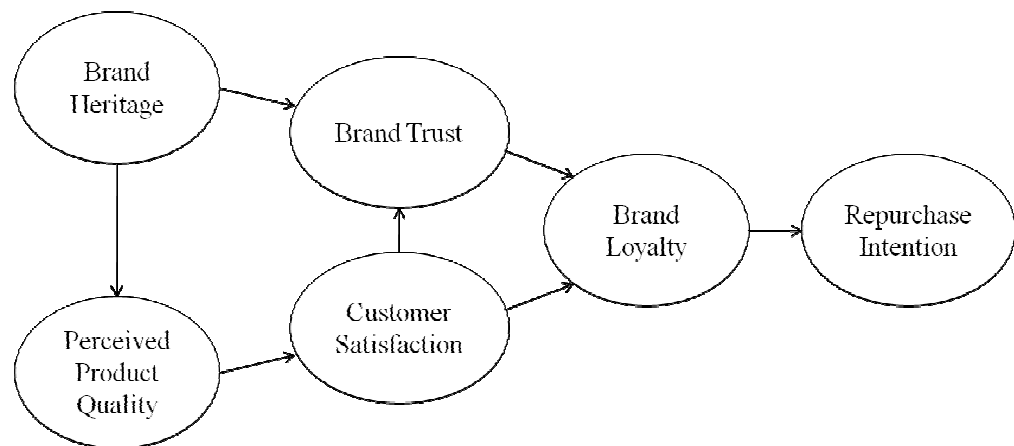 Brand
Heritage
Brand Trust
Brand
Loyalty
Repurchase
Intention
Customer
Satisfaction
Perceived
Product
Quality